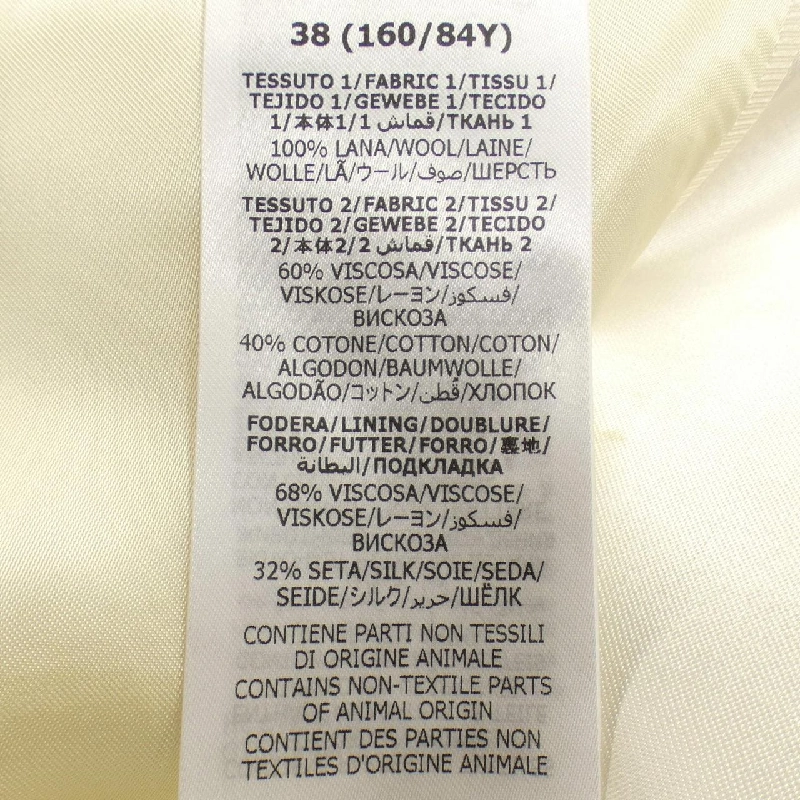 38 (160/84Y)
TESSUTO 1/FABRIC 1/TISSU 1/
TEJIDO 1/GEWEBE 1/TECIDO
1/本体1/1 قماش/ТКАНЬ 1
100% LANA/WOOL/LAINE/
WOLLE/LÃ/ウール/صوف/ШЕРСТЬ
TESSUTO 2/FABRIC 2/TISSU 2/
TEJIDO 2/GEWEBE 2/TECIDO
2/本体2/2 قماش/ТКАНЬ 2
60% VISCOSA/VISCOSE/
VISKOSE/レーヨン/فسكوز/
ВИСКОЗА
40% COTONE/COTTON/COTON/
ALGODON/BAUMWOLLE/
ALGODÃO/コットン/قُطن/ХЛОПОК
FODERA/LINING/DOUBLURE/
FORRO/FUTTER/FORRO/裏地/
البطانة/ПОДКЛАДКА
68% VISCOSA/VISCOSE/
VISKOSE/レーヨン/فسكوز/
ВИСКОЗА
32% SETA/SILK/SOIE/SEDA/
SEIDE/シルク/حرير/ШЁЛК
CONTIENE PARTI NON TESSILI
DI ORIGINE ANIMALE
CONTAINS NON-TEXTILE PARTS
OF ANIMAL ORIGIN
CONTIENT DES PARTIES NON
TEXTILES D'ORIGINE ANIMALE